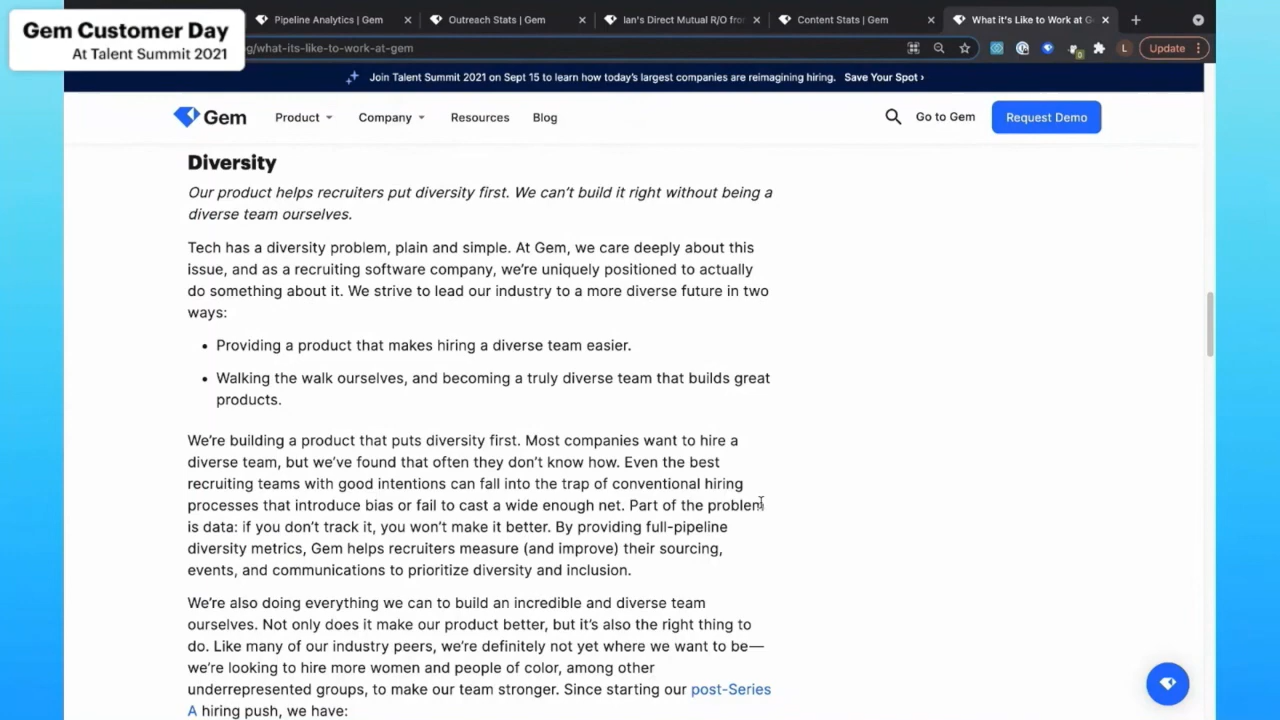 Gem Customer Day
At Talent Summit 2021
Pipeline Analytics | Gem
Outreach Stats | Gem
Ian's Direct Mutual R/O from
Content Stats | Gem
What it's Like to Work at G
g/what-its-like-to-work-at-gem
L
Update
Join Talent Summit 2021 on Sept 15 to learn how today's largest companies are reimagining hiring. Save Your Spot ›
Gem
Product
Company
Resources
Blog
Go to Gem
Request Demo
Diversity
Our product helps recruiters put diversity first. We can't build it right without being a
diverse team ourselves.
Tech has a diversity problem, plain and simple. At Gem, we care deeply about this
issue, and as a recruiting software company, we're uniquely positioned to actually
do something about it. We strive to lead our industry to a more diverse future in two
ways:
• Providing a product that makes hiring a diverse team easier.
• Walking the walk ourselves, and becoming a truly diverse team that builds great
products.
We're building a product that puts diversity first. Most companies want to hire a
diverse team, but we've found that often they don't know how. Even the best
recruiting teams with good intentions can fall into the trap of conventional hiring
processes that introduce bias or fail to cast a wide enough net. Part of the problem
is data: if you don't track it, you won't make it better. By providing full-pipeline
diversity metrics, Gem helps recruiters measure (and improve) their sourcing,
events, and communications to prioritize diversity and inclusion.
We're also doing everything we can to build an incredible and diverse team
ourselves. Not only does it make our product better, but it's also the right thing to
do. Like many of our industry peers, we're definitely not yet where we want to be—
we're looking to hire more women and people of color, among other
underrepresented groups, to make our team stronger. Since starting our post-Series
A hiring push, we have: